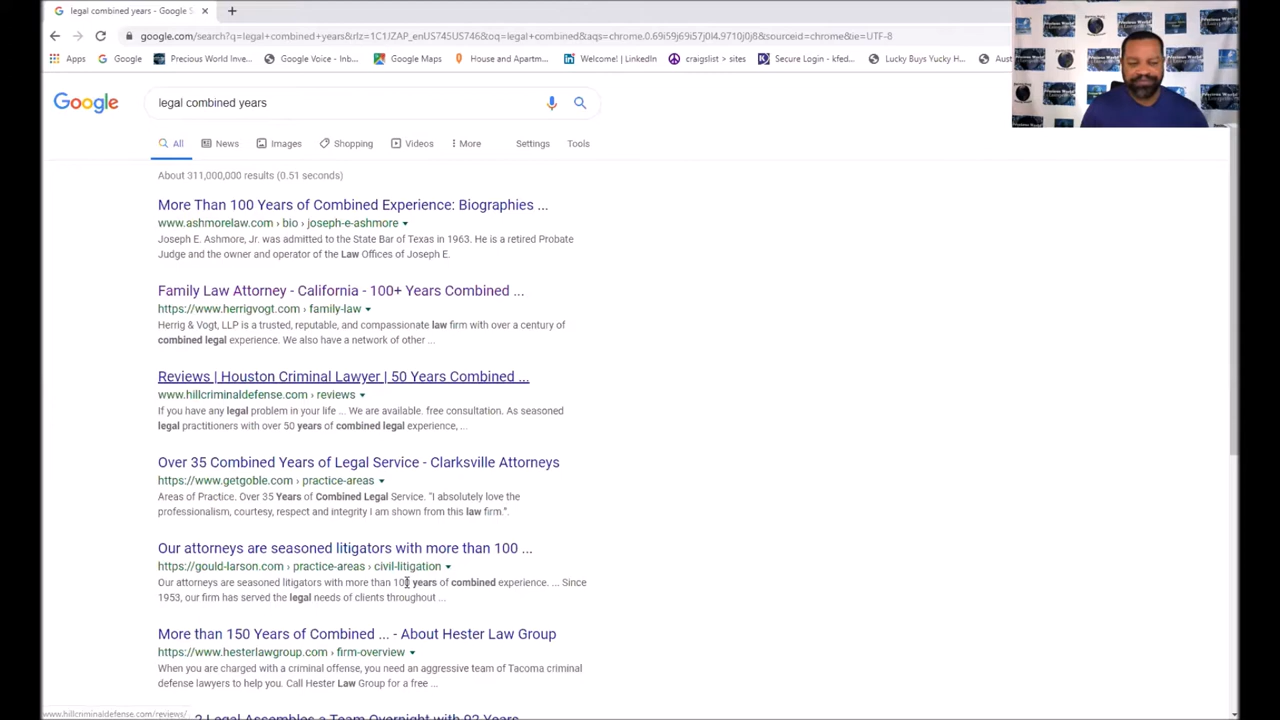 legal combined years - Google S
google.com/search?q=legal+combined+years
Apps
Google
Precious World Inve...
Google Voice - Inb...
Google Maps
House and Apartm...
Welcome! | LinkedIn
craigslist > sites
Secure Login - kfed...
Lucky Buys Yucky H...
Aust
Google
legal combined years
All
News
Images
Shopping
Videos
More
Settings
Tools
About 311,000,000 results (0.51 seconds)
More Than 100 Years of Combined Experience: Biographies ...
www.ashmorelaw.com › bio › joseph-e-ashmore
Joseph E. Ashmore, Jr. was admitted to the State Bar of Texas in 1963. He is a retired Probate
Judge and the owner and operator of the Law Offices of Joseph E.
Family Law Attorney - California - 100+ Years Combined ...
https://www.herrigvogt.com › family-law
Herrig & Vogt, LLP is a trusted, reputable, and compassionate law firm with over a century of
combined legal experience. We also have a network of other ...
Reviews | Houston Criminal Lawyer | 50 Years Combined ...
www.hillcriminaldefense.com › reviews
If you have any legal problem in your life ... We are available. free consultation. As seasoned
legal practitioners with over 50 years of combined legal experience, ...
Over 35 Combined Years of Legal Service - Clarksville Attorneys
https://www.getgoble.com › practice-areas
Areas of Practice. Over 35 Years of Combined Legal Service. "I absolutely love the
professionalism, courtesy, respect and integrity I am shown from this law firm.".
Our attorneys are seasoned litigators with more than 100 ...
https://gould-larson.com › practice-areas › civil-litigation
Our attorneys are seasoned litigators with more than 100 years of combined experience. ... Since
1953, our firm has served the legal needs of clients throughout ...
More than 150 Years of Combined ... - About Hester Law Group
https://www.hesterlawgroup.com › firm-overview
When you are charged with a criminal offense, you need an aggressive team of Tacoma criminal
defense lawyers to help you. Call Hester Law Group for a free ...
www.hillcriminaldefense.com/reviews/
2 Legal Assembles a Team Overnight with 92 Years